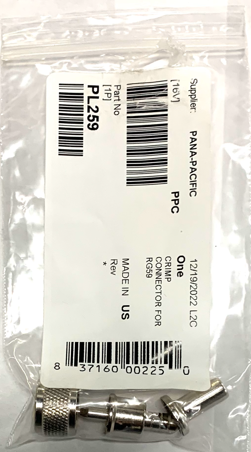 Supplier: PANA-PACIFIC 12/19/2022 L2C
[16V] PPC One
CRIMP
CONNECTOR FOR
RG59
Part No MADE IN US
[1P] Rev
PL259 *
8 37160 00225 0